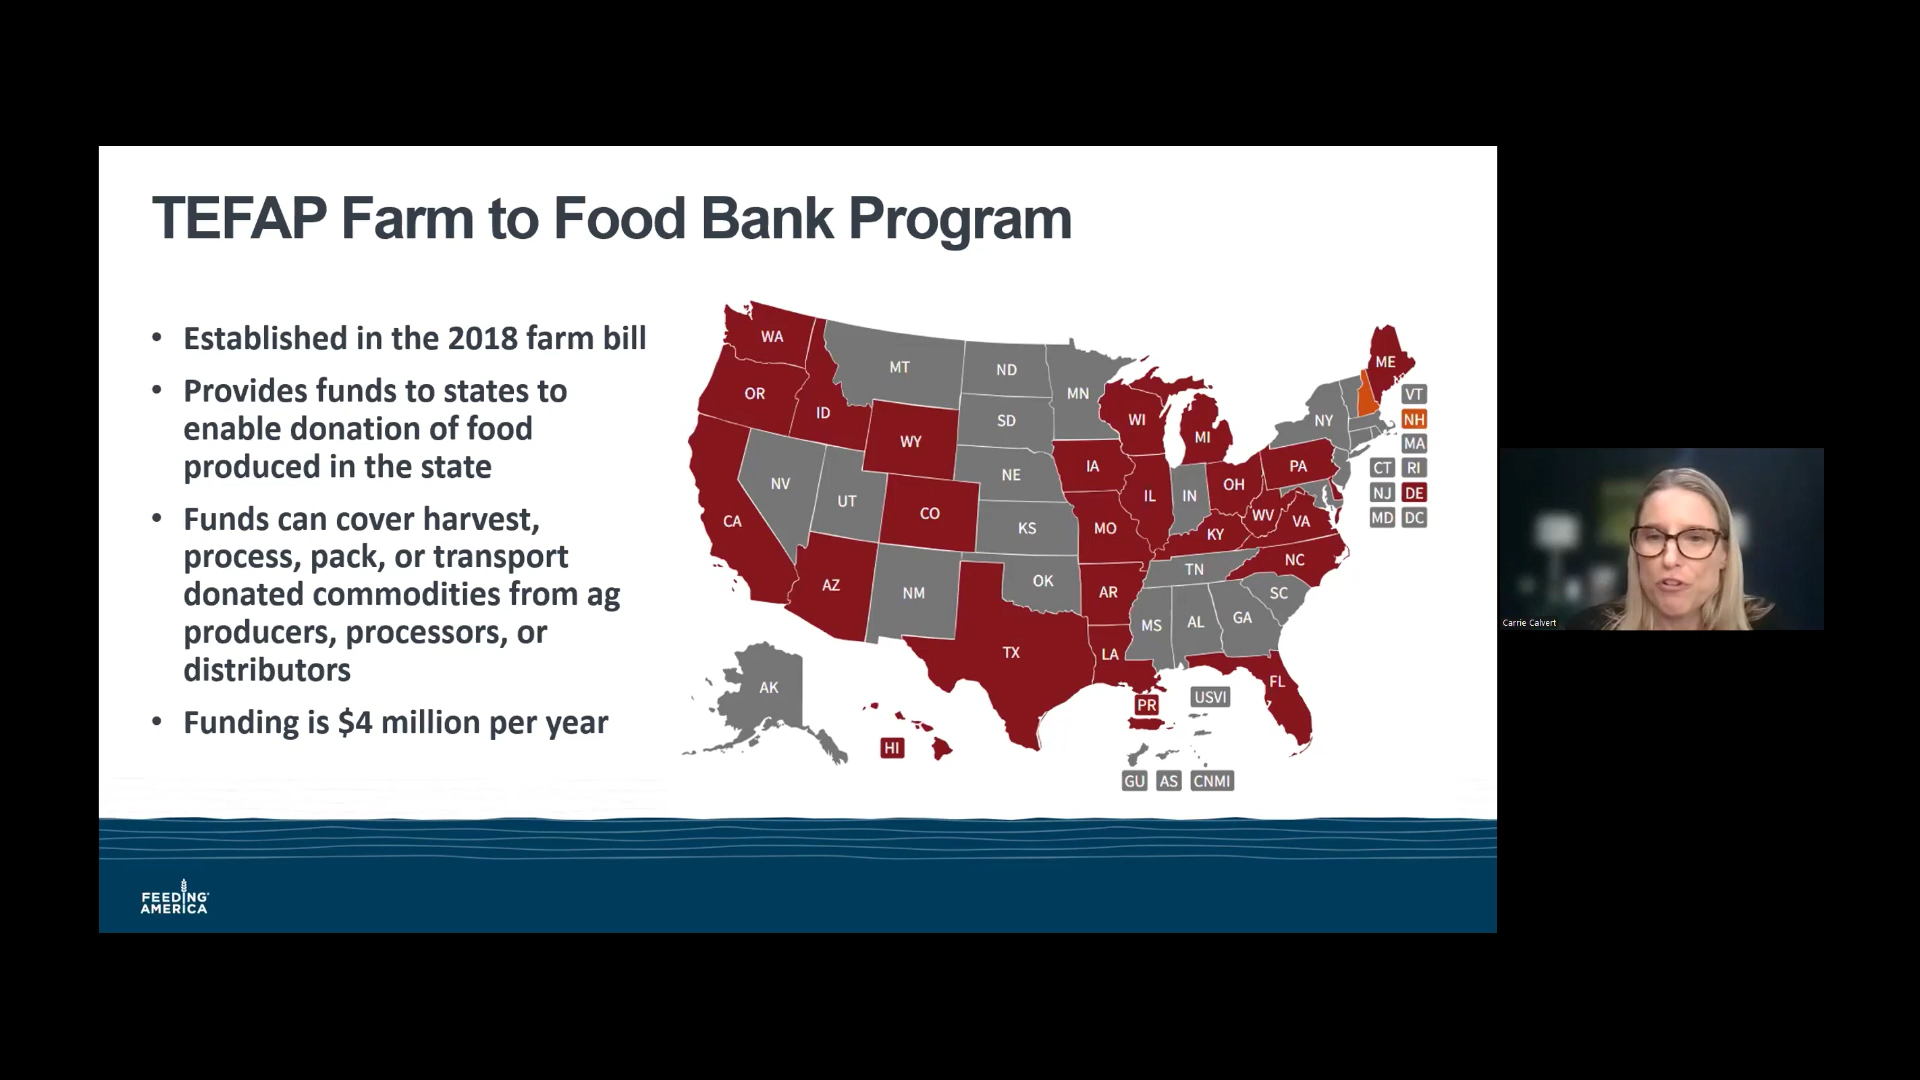 TEFAP Farm to Food Bank Program
• Established in the 2018 farm bill
• Provides funds to states to
enable donation of food
produced in the state
• Funds can cover harvest,
process, pack, or transport
donated commodities from ag
producers, processors, or
distributors
• Funding is $4 million per year
WA
MT
ND
MN
OR
ID
SD
WY
WI
MI
NY
ME
VT
NH
MA
CT RI
NJ DE
MD DC
NV
UT
NE
IA
IL
IN
OH
PA
CA
CO
KS
MO
KY
WV
VA
AZ
NM
OK
AR
TN
NC
SC
MS
AL
GA
TX
LA
FL
AK
HI
PR
USVI
GU AS CNMI
FEEDING
AMERICA
Carrie Calvert